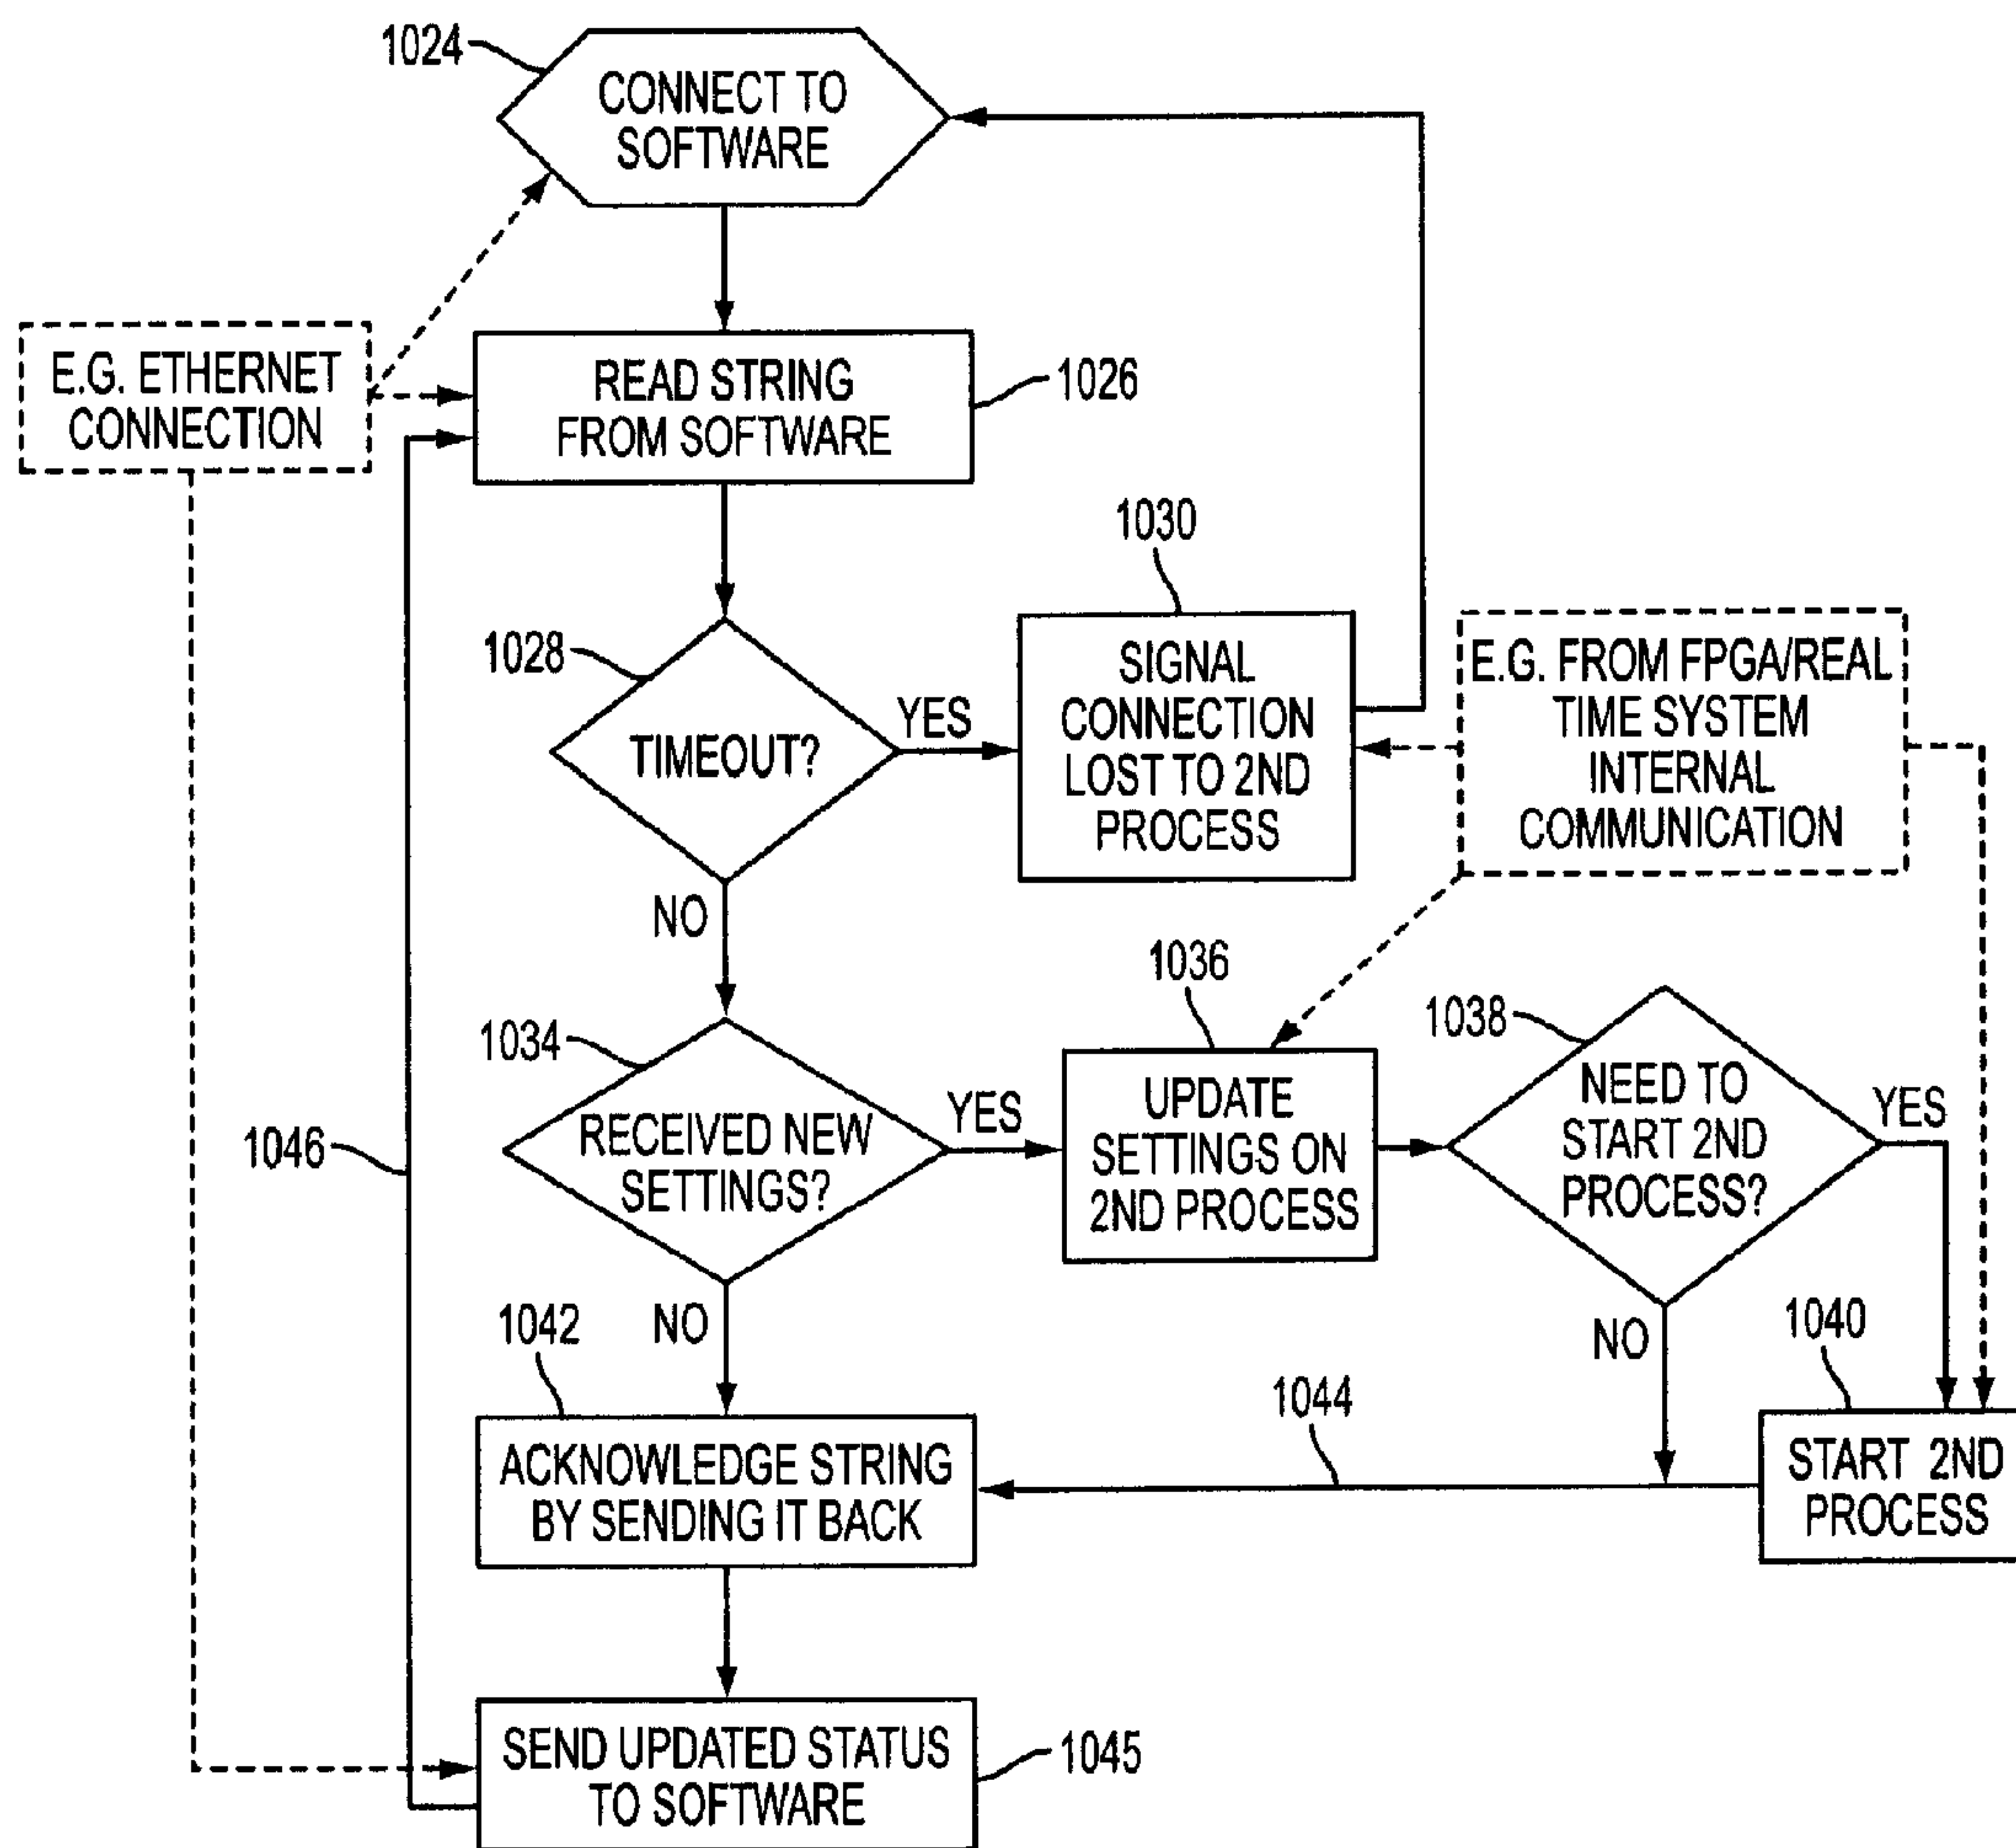 1024
CONNECT TO
SOFTWARE
E.G. ETHERNET
CONNECTION
READ STRING
FROM SOFTWARE
1026
1028
TIMEOUT?
YES
NO
1030
SIGNAL
CONNECTION
LOST TO 2ND
PROCESS
E.G. FROM FPGA/REAL
TIME SYSTEM
INTERNAL
COMMUNICATION
1034
RECEIVED NEW
SETTINGS?
YES
NO
1036
UPDATE
SETTINGS ON
2ND PROCESS
1038
NEED TO
START 2ND
PROCESS?
YES
NO
1040
START 2ND
PROCESS
1042
ACKNOWLEDGE STRING
BY SENDING IT BACK
1044
1046
SEND UPDATED STATUS
TO SOFTWARE
1045